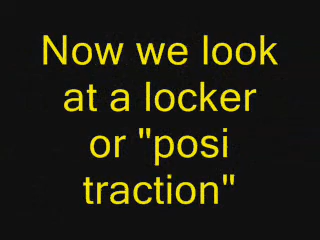 Now we look
at a locker
or "posi
traction"